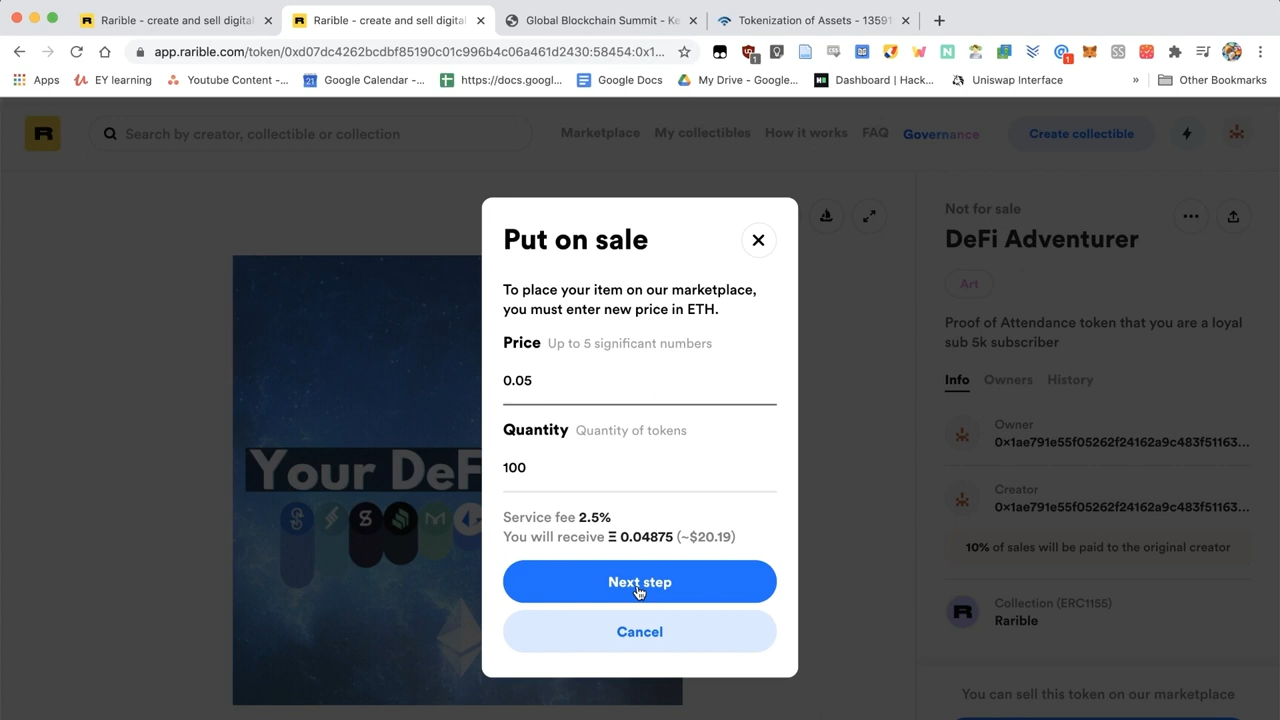 Rarible - create and sell digital
Rarible - create and sell digital
Global Blockchain Summit - Ke
Tokenization of Assets - 13591
app.rarible.com/token/0xd07dc4262bcdbf85190c01c996b4c06a461d2430:58454:0x1...
Apps
EY learning
Youtube Content -...
Google Calendar -...
https://docs.googl...
Google Docs
My Drive - Google...
Dashboard | Hack...
Uniswap Interface
»
Other Bookmarks
R
Search by creator, collectible or collection
Marketplace
My collectibles
How it works
FAQ
Governance
Create collectible
Put on sale
To place your item on our marketplace,
you must enter new price in ETH.
Price Up to 5 significant numbers
0.05
Quantity Quantity of tokens
100
Service fee 2.5%
You will receive Ξ 0.04875 (~$20.19)
Next step
Cancel
Your DeF
Not for sale
DeFi Adventurer
Art
Proof of Attendance token that you are a loyal
sub 5k subscriber
Info Owners History
Owner
0x1ae791e55f05262f24162a9c483f51163...
Creator
0x1ae791e55f05262f24162a9c483f51163...
10% of sales will be paid to the original creator
Collection (ERC1155)
Rarible
You can sell this token on our marketplace